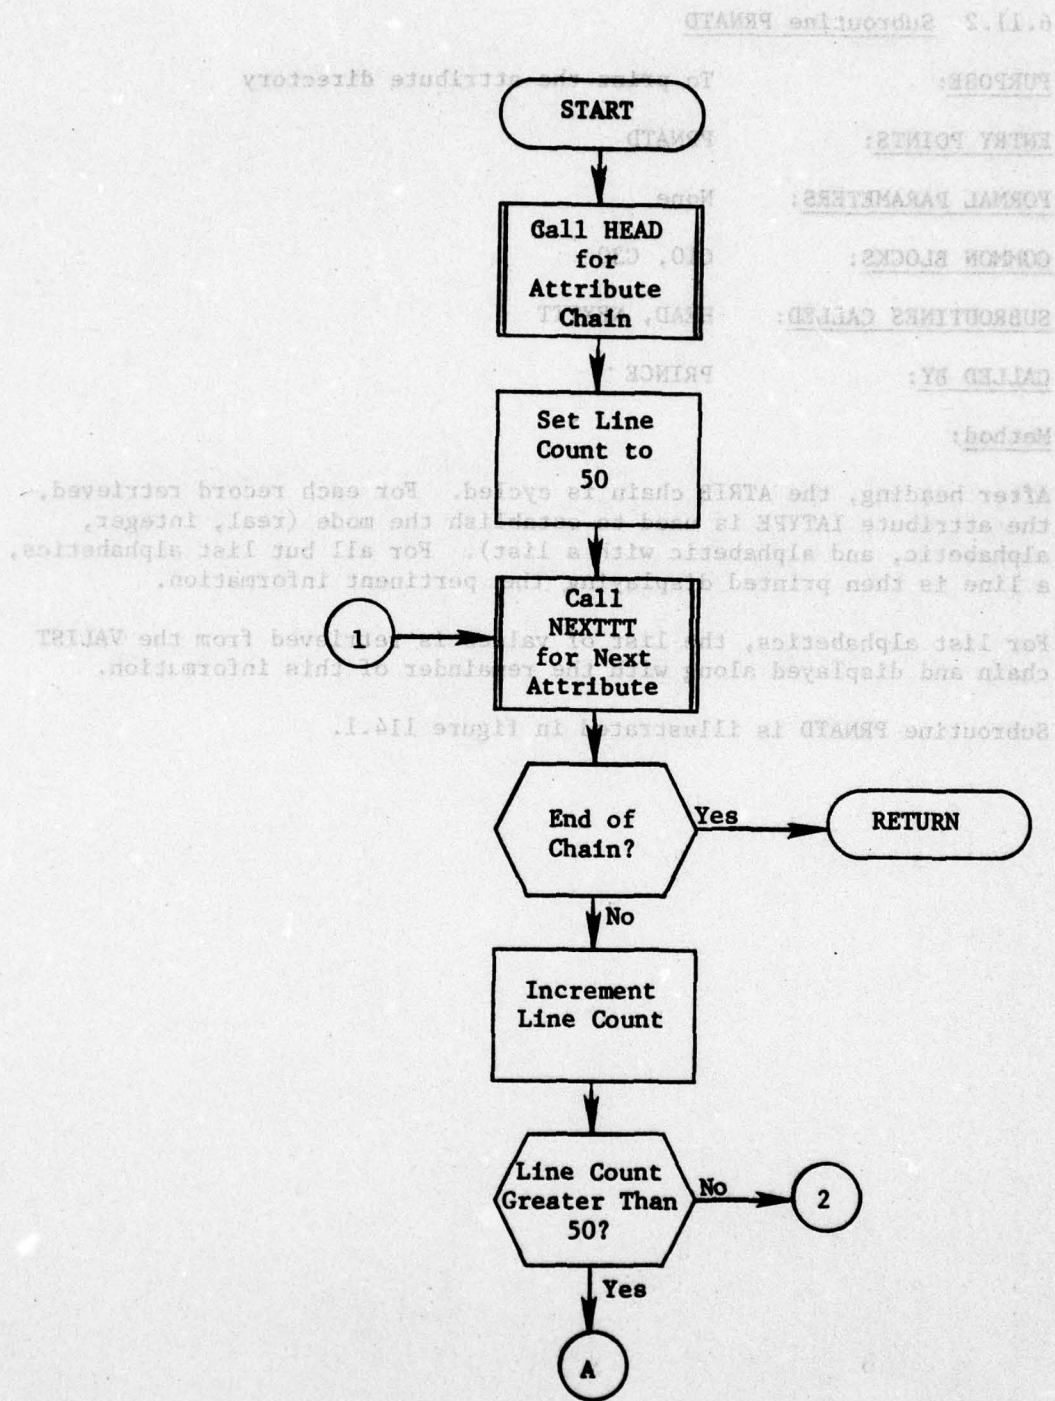 START
Call HEAD
for
Attribute
Chain
Set Line
Count to
50
1
Call
NEXTTT
for Next
Attribute
End of
Chain?
Yes
RETURN
No
Increment
Line Count
Line Count
Greater Than
50?
No
2
Yes
A
Subroutine PRNATD
PURPOSE: To print the attribute directory
ENTRY POINTS: PRNATD
FORMAL PARAMETERS: None
COMMON BLOCKS: C10,
SUBROUTINES CALLED: HEAD,
CALLED BY: PRINCE
Method:
After heading, the chain is cycled. For each record retrieved,
the attribute IATYPE is used to establish the mode (real, integer,
alphabetic, and alphabetic with a list). For all but list alphabetics,
a line is then printed displaying the pertinent information.
For list alphabetics, the list of values is retrieved from the VALIST
chain and displayed along with the remainder of this information.
Subroutine PRNATD is illustrated in figure 114.1.